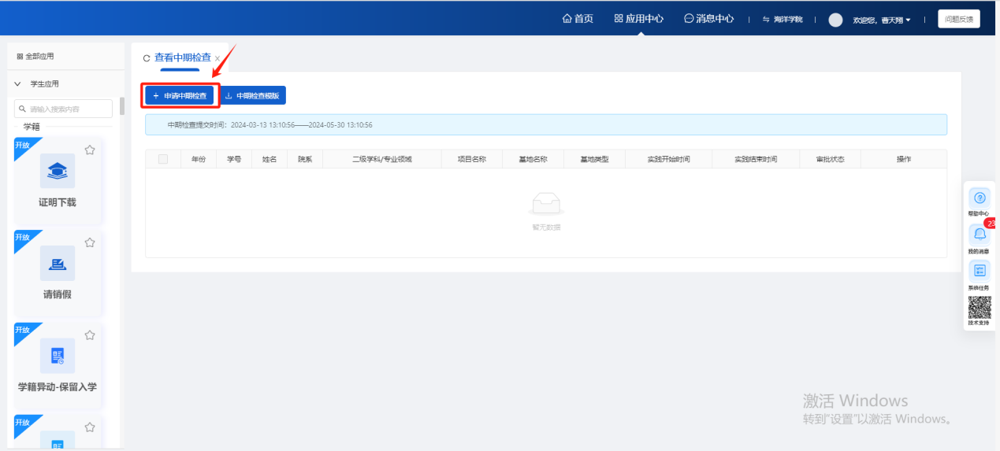 首页
应用中心
消息中心
海洋学院
欢迎您, 曹天翔
问题反馈
全部应用
学生应用
请输入搜索内容
学籍
开放
证明下载
开放
请销假
开放
学籍异动-保留入学
开放
查看中期检查
申请中期检查
中期检查模版
中期检查提交时间: 2024-03-13 13:10:56——2024-05-30 13:10:56
年份 学号 姓名 院系 二级学科/专业领域 项目名称 基地名称 基地类型 实践开始时间 实践结束时间 审批状态 操作
暂无数据
帮助中心
23
我的消息
系统任务
技术支持
激活 Windows
转到"设置"以激活 Windows。